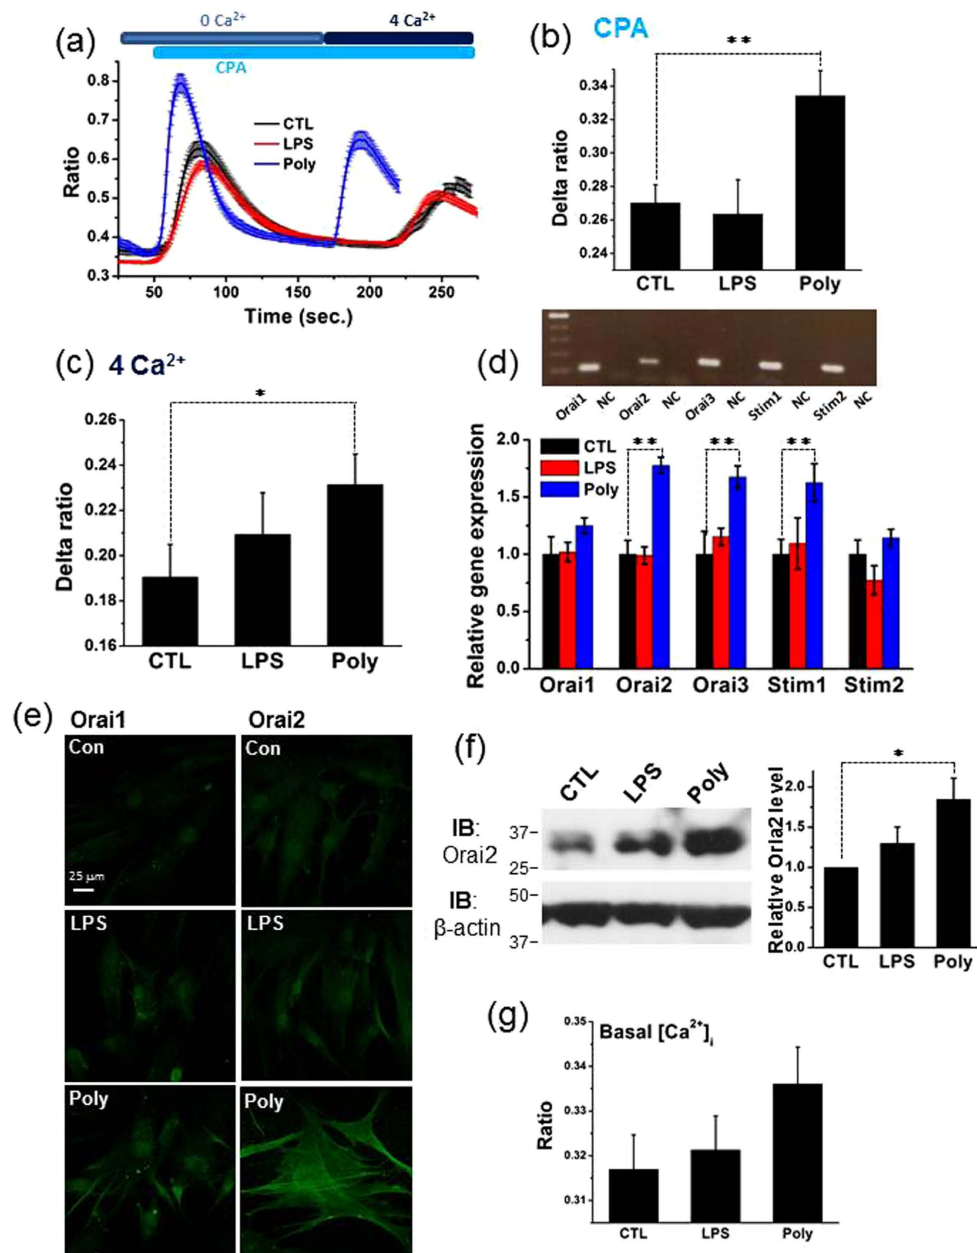 (a)
0 Ca²⁺
4 Ca²⁺
CPA
Ratio
0.8
0.7
0.6
0.5
0.4
0.3
CTL
LPS
Poly
50 100 150 200 250
Time (sec.)
(b) CPA
**
Delta ratio
0.34
0.32
0.30
0.28
0.26
0.24
CTL LPS Poly
(c) 4 Ca²⁺
*
Delta ratio
0.24
0.22
0.20
0.18
0.16
CTL LPS Poly
(d)
Orai1 NC Orai2 NC Orai3 NC Stim1 NC Stim2 NC
Relative gene expression
2.0
1.5
1.0
0.5
0.0
CTL
LPS
Poly
** ** **
Orai1 Orai2 Orai3 Stim1 Stim2
(e) Orai1 Orai2
Con Con
25 µm
LPS LPS
Poly Poly
(f)
CTL LPS Poly
IB:
Orai2
37
25
IB:
β-actin
50
37
*
Relative Orla2 level
2.0
1.5
1.0
0.5
0.0
CTL LPS Poly
(g)
Basal [Ca²⁺]i
Ratio
0.35
0.34
0.33
0.32
0.31
CTL LPS Poly